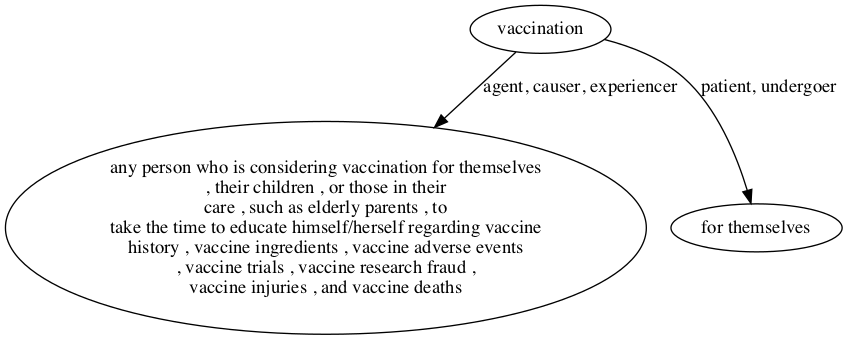 vaccination
agent, causer, experiencer
patient, undergoer
any person who is considering vaccination for themselves
, their children , or those in their
care , such as elderly parents , to
take the time to educate himself/herself regarding vaccine
history , vaccine ingredients , vaccine adverse events
, vaccine trials , vaccine research fraud ,
vaccine injuries , and vaccine deaths
for themselves